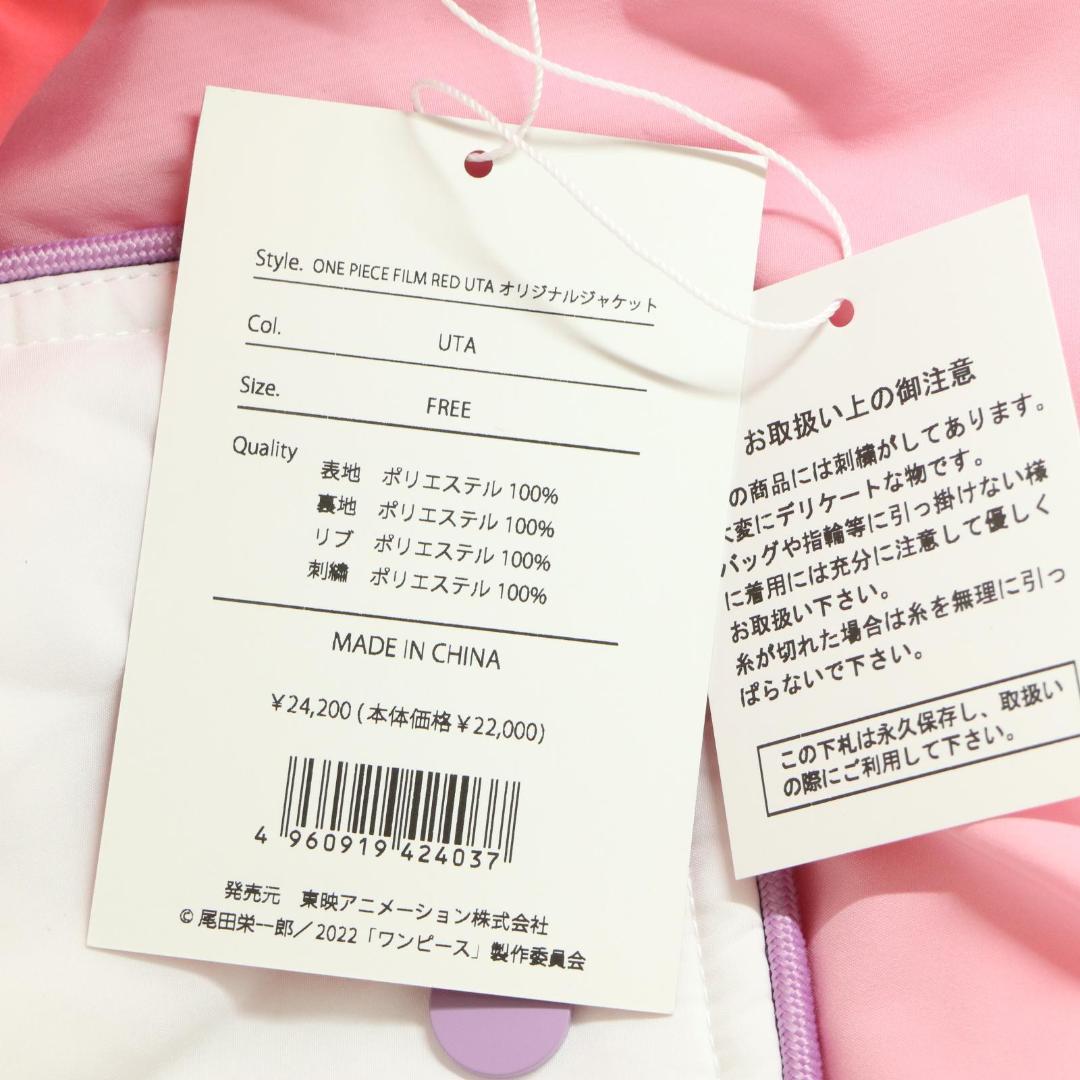 Style. ONE PIECE FILM RED UTA オリジナルジャケット
Col. UTA
Size. FREE
Quality
表地 ポリエステル 100%
裏地 ポリエステル 100%
リブ ポリエステル 100%
刺繍 ポリエステル 100%
MADE IN CHINA
¥24,200 (本体価格¥22,000)
4 960919 424037
発売元 東映アニメーション株式会社
© 尾田栄一郎／2022「ワンピース」製作委員会
お取扱い上の御注意
の商品には刺繍がしてあります。
変にデリケートな物です。
バッグや指輪等に引っ掛けない様
に着用には充分に注意して優しく
お取扱い下さい。
糸が切れた場合は糸を無理に引っ
ぱらないで下さい。
この下札は永久保存し、取扱い
の際にご利用して下さい。